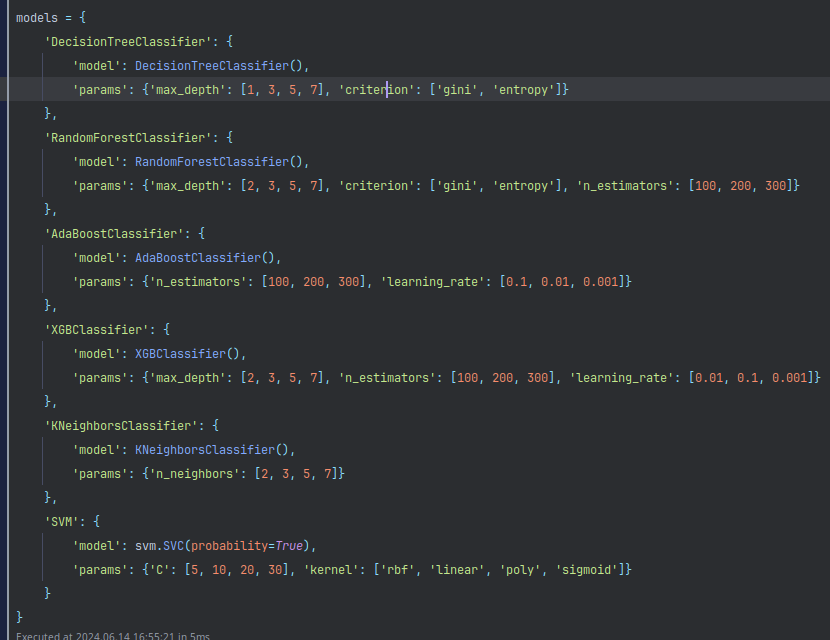 models = {
    'DecisionTreeClassifier': {
        'model': DecisionTreeClassifier(),
        'params': {'max_depth': [1, 3, 5, 7], 'criterion': ['gini', 'entropy']}
    },
    'RandomForestClassifier': {
        'model': RandomForestClassifier(),
        'params': {'max_depth': [2, 3, 5, 7], 'criterion': ['gini', 'entropy'], 'n_estimators': [100, 200, 300]}
    },
    'AdaBoostClassifier': {
        'model': AdaBoostClassifier(),
        'params': {'n_estimators': [100, 200, 300], 'learning_rate': [0.1, 0.01, 0.001]}
    },
    'XGBClassifier': {
        'model': XGBClassifier(),
        'params': {'max_depth': [2, 3, 5, 7], 'n_estimators': [100, 200, 300], 'learning_rate': [0.01, 0.1, 0.001]}
    },
    'KNeighborsClassifier': {
        'model': KNeighborsClassifier(),
        'params': {'n_neighbors': [2, 3, 5, 7]}
    },
    'SVM': {
        'model': svm.SVC(probability=True),
        'params': {'C': [5, 10, 20, 30], 'kernel': ['rbf', 'linear', 'poly', 'sigmoid']}
    }
}
Executed at 2024.06.14 16:55:21 in 5ms